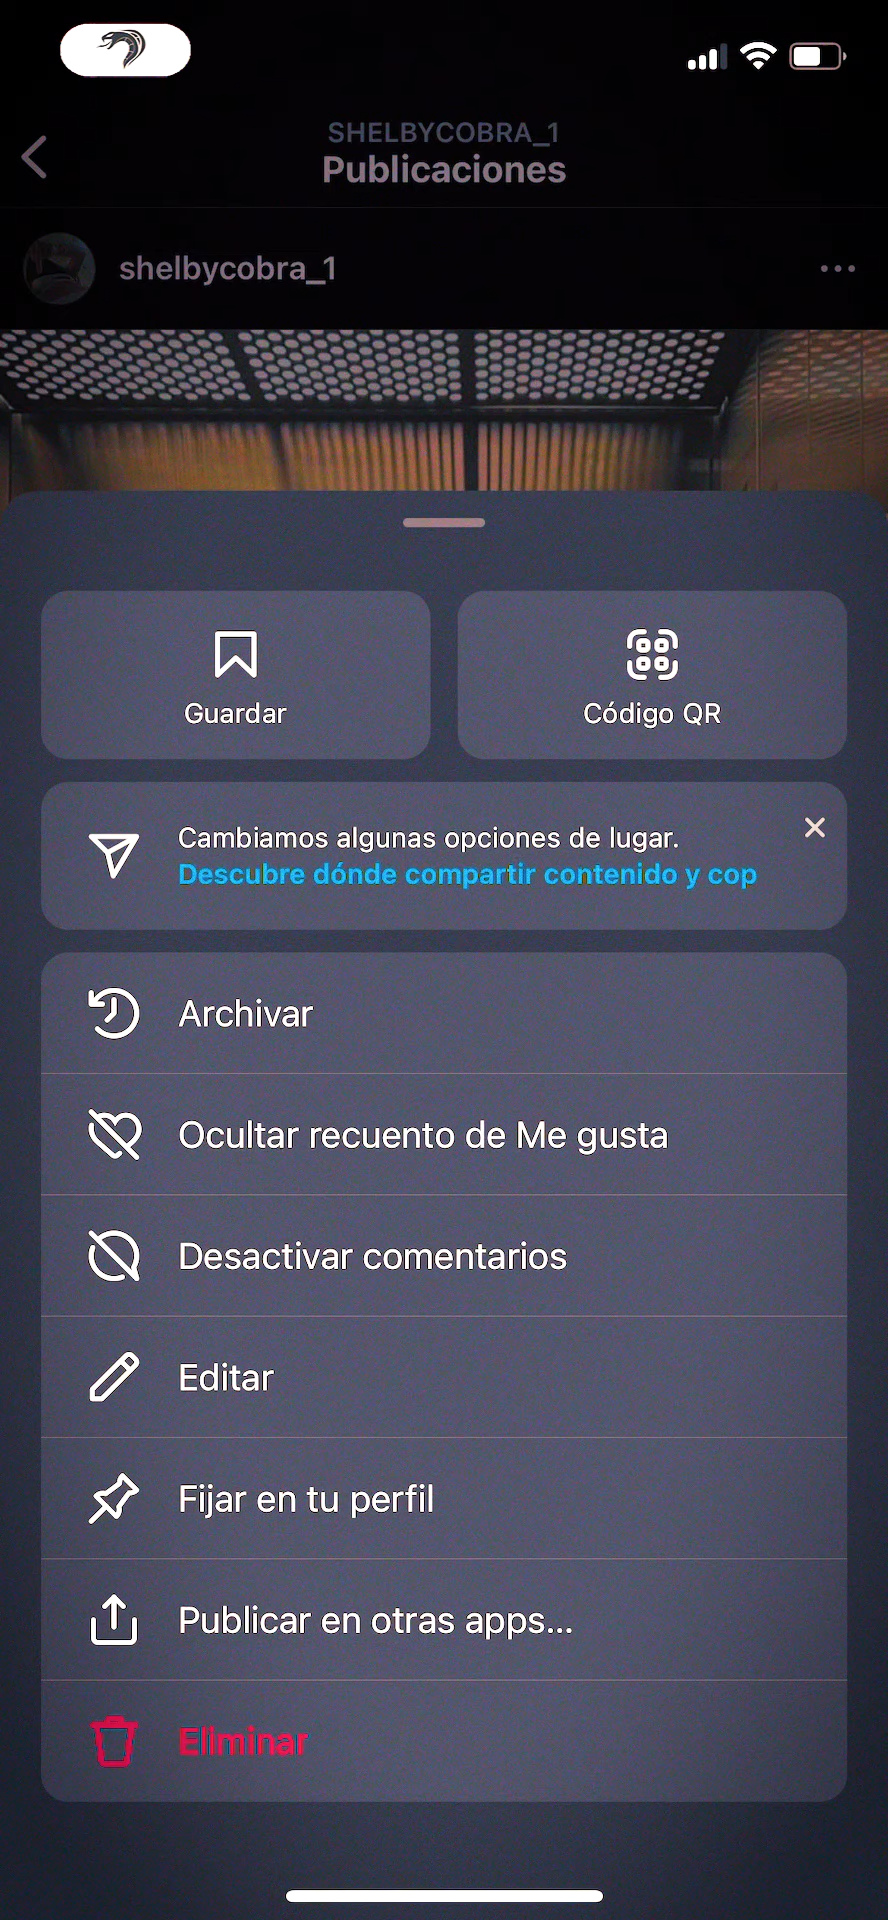 SHELBYCOBRA_1
Publicaciones
shelbycobra_1
Guardar
Código QR
Cambiamos algunas opciones de lugar.
Descubre dónde compartir contenido y cop
Archivar
Ocultar recuento de Me gusta
Desactivar comentarios
Editar
Fijar en tu perfil
Publicar en otras apps...
Eliminar